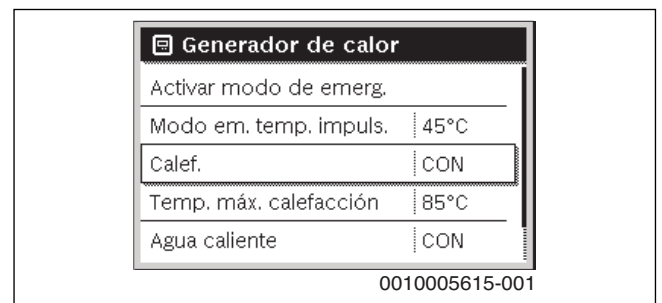 Generador de calor
Activar modo de emerg.
Modo em. temp. impuls. 45°C
Calef. CON
Temp. máx. calefacción 85°C
Agua caliente CON
0010005615-001